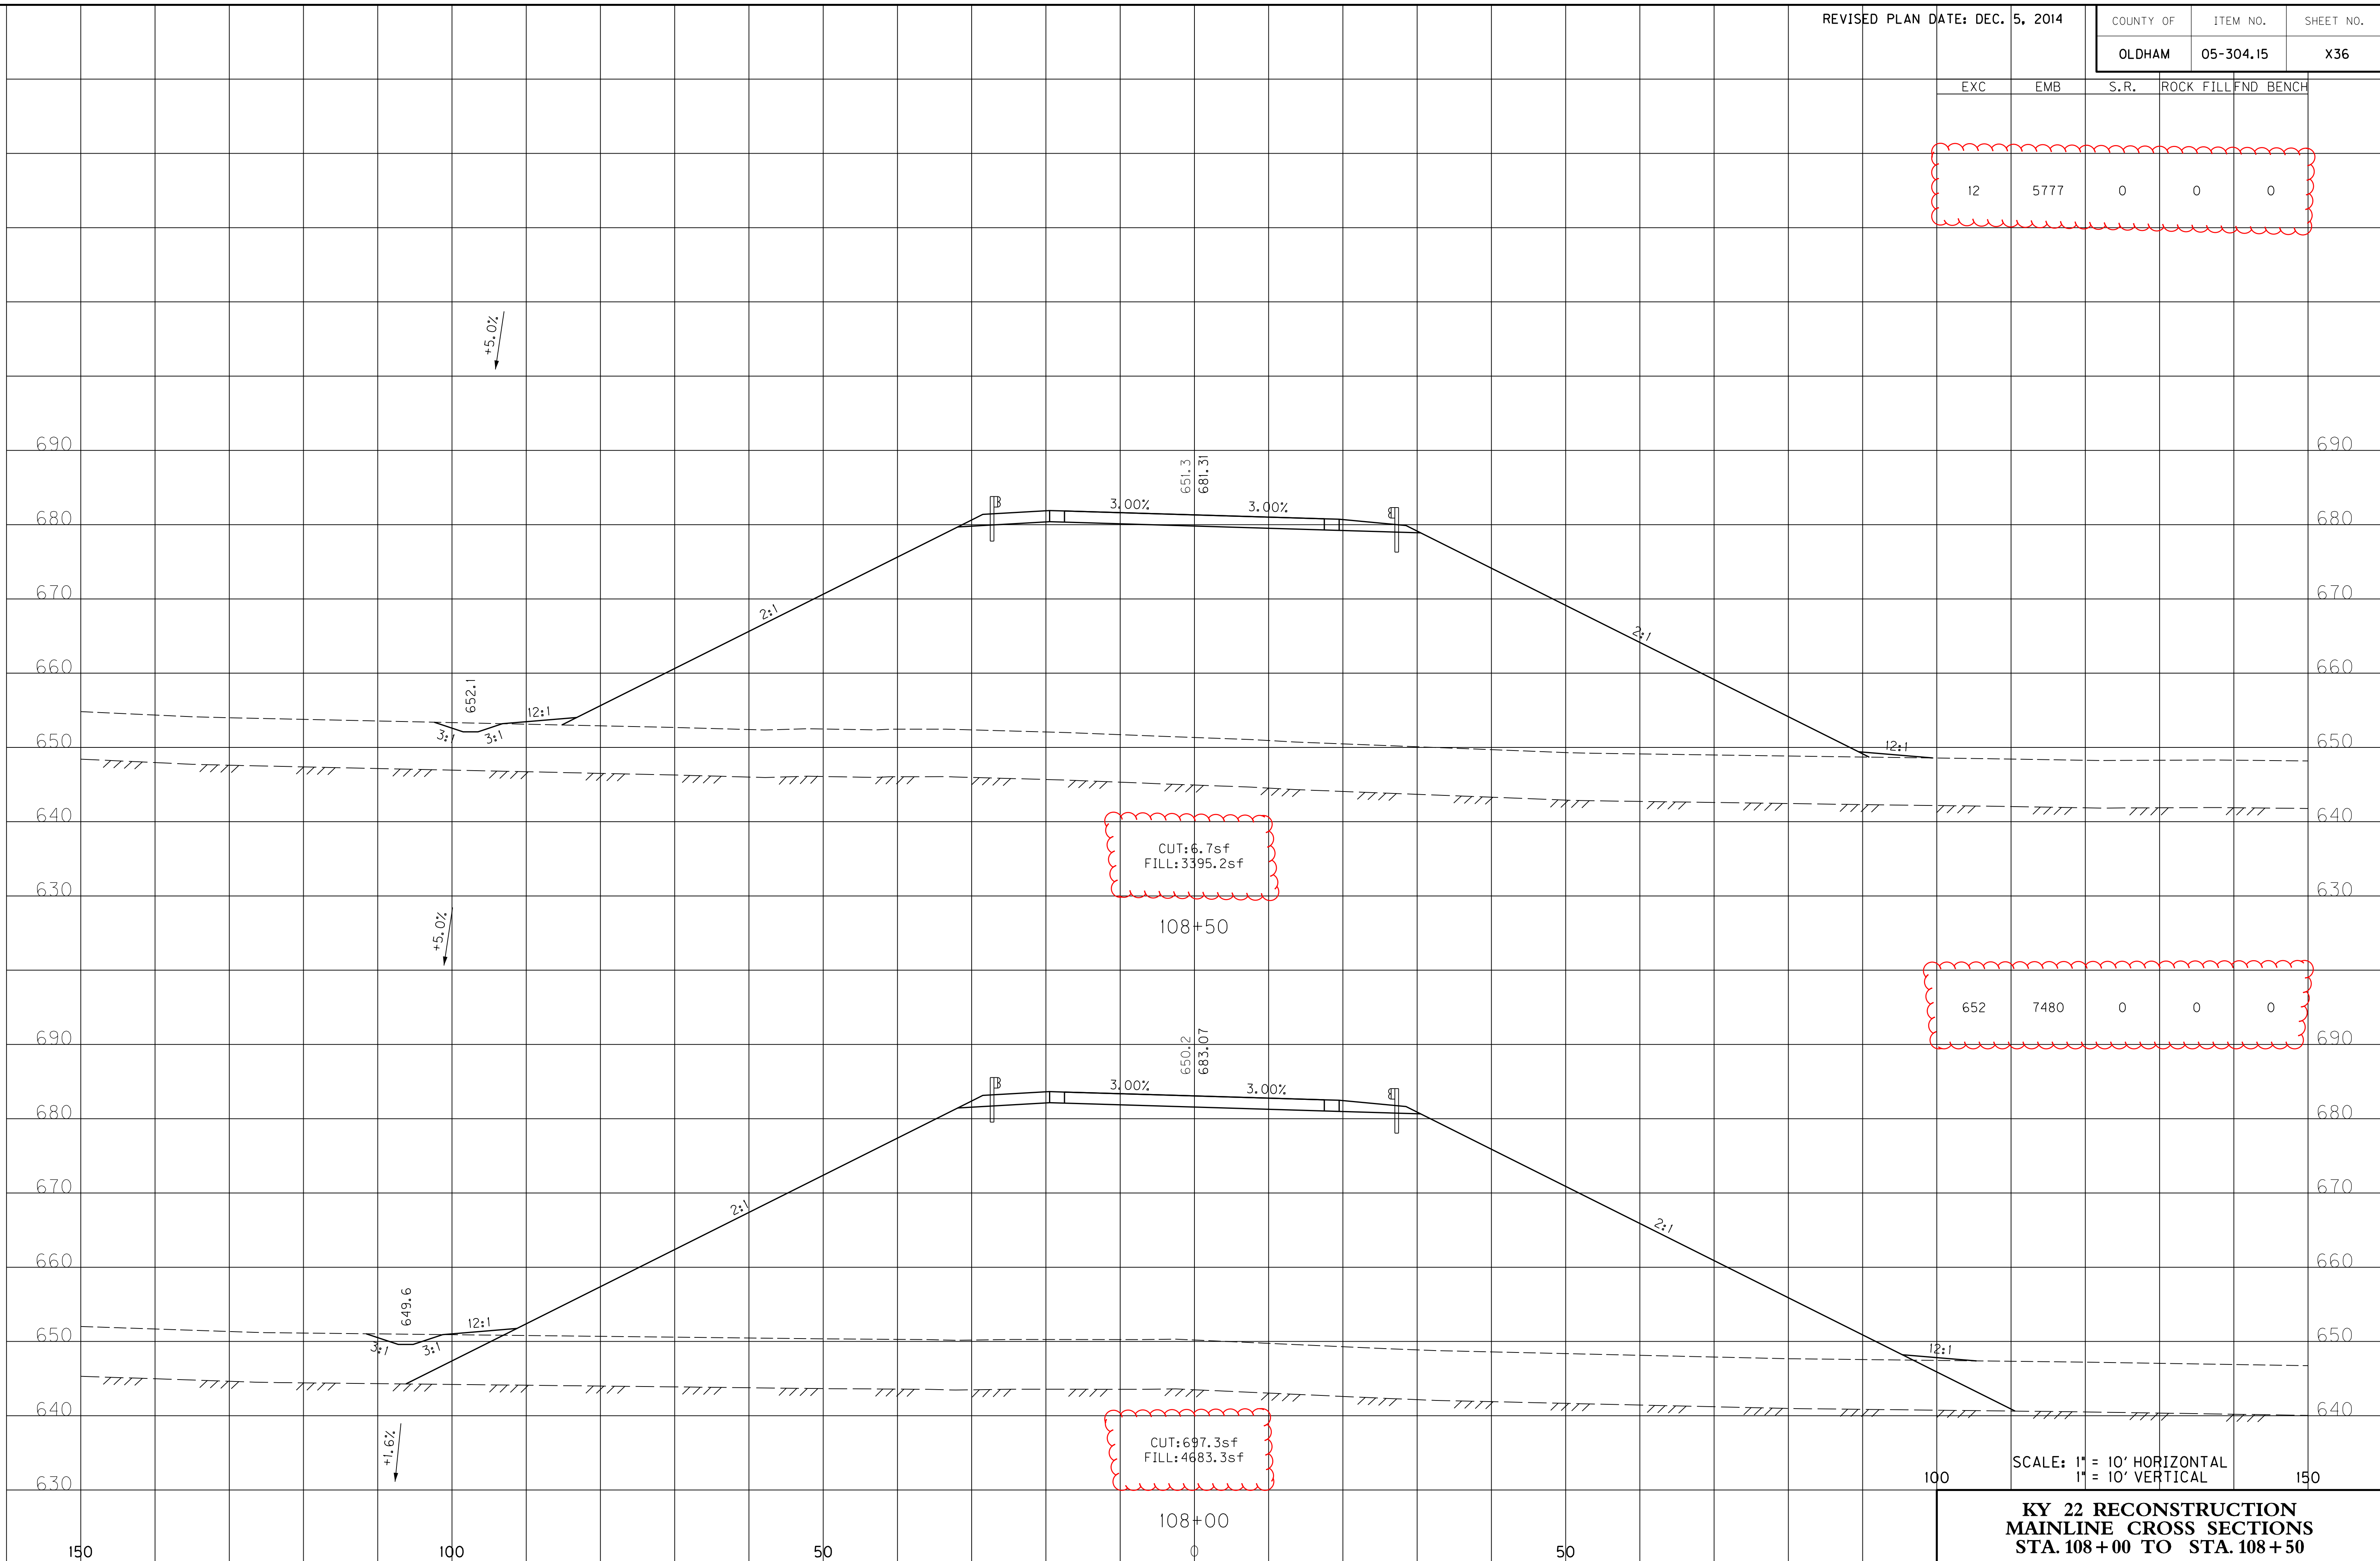 REVISED PLAN DATE: DEC. 5, 2014
COUNTY OF ITEM NO. SHEET NO.
OLDHAM 05-304.15 X36
EXC EMB S.R. ROCK FILL FND BENCH
12 5777 0 0 0
+5.0%
690 690
651.3
681.31
3.00% 3.00%
680 680
670 670
2:1 2:1
660 660
652.1
12:1
3:1 3:1
650 650
12:1
640 640
CUT:6.7sf
FILL:3395.2sf
630 630
108+50
+5.0%
652 7480 0 0 0
690 690
650.2
683.07
3.00% 3.00%
680 680
670 670
2:1 2:1
660 660
649.6
12:1
3:1 3:1
650 650
12:1
640 640
+1.6%
CUT:697.3sf
FILL:4683.3sf
630
108+00
SCALE: 1" = 10' HORIZONTAL
1" = 10' VERTICAL
100 150
150 100 50 0 50
KY 22 RECONSTRUCTION
MAINLINE CROSS SECTIONS
STA. 108+00 TO STA. 108+50